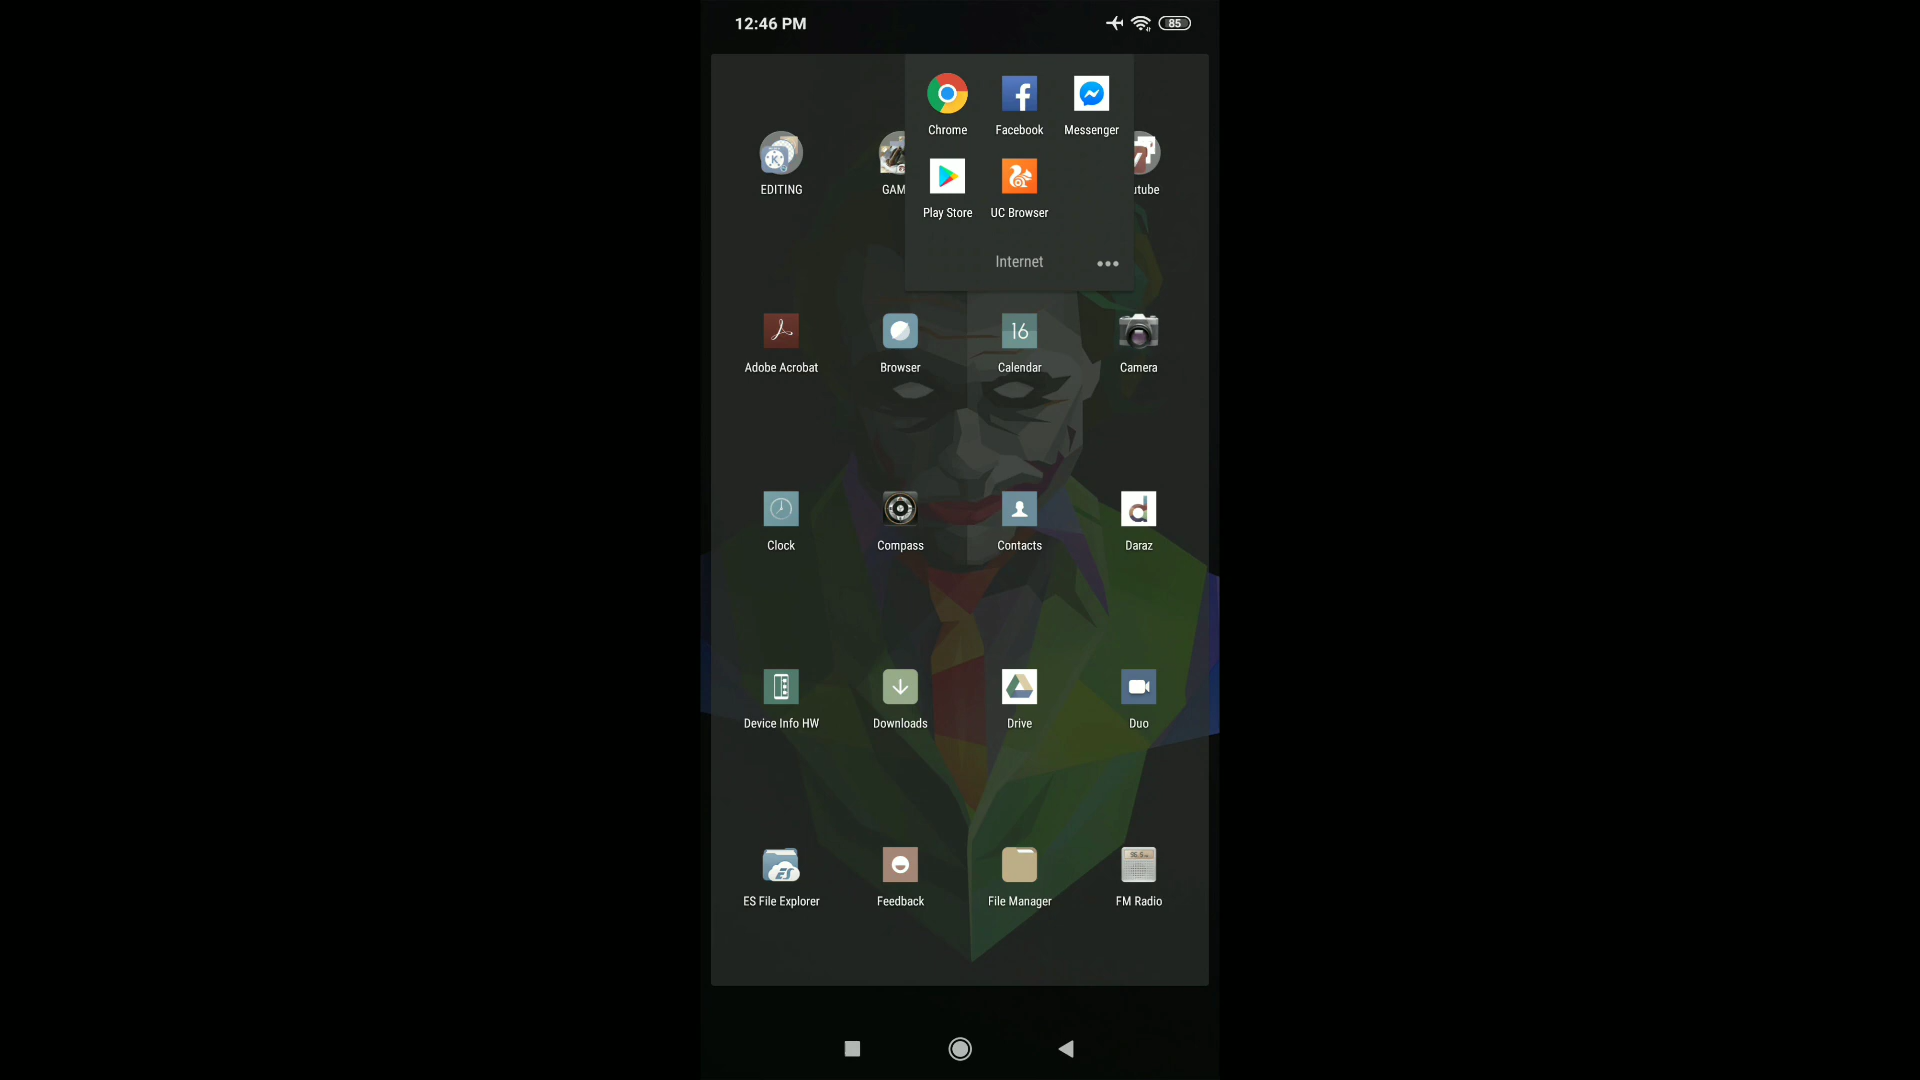 12:46 PM
85
Chrome
Facebook
Messenger
EDITING
GAM
utube
Play Store
UC Browser
Internet
16
Adobe Acrobat
Browser
Calendar
Camera
d
Clock
Compass
Contacts
Daraz
Device Info HW
Downloads
Drive
Duo
ES
ES File Explorer
Feedback
File Manager
FM Radio